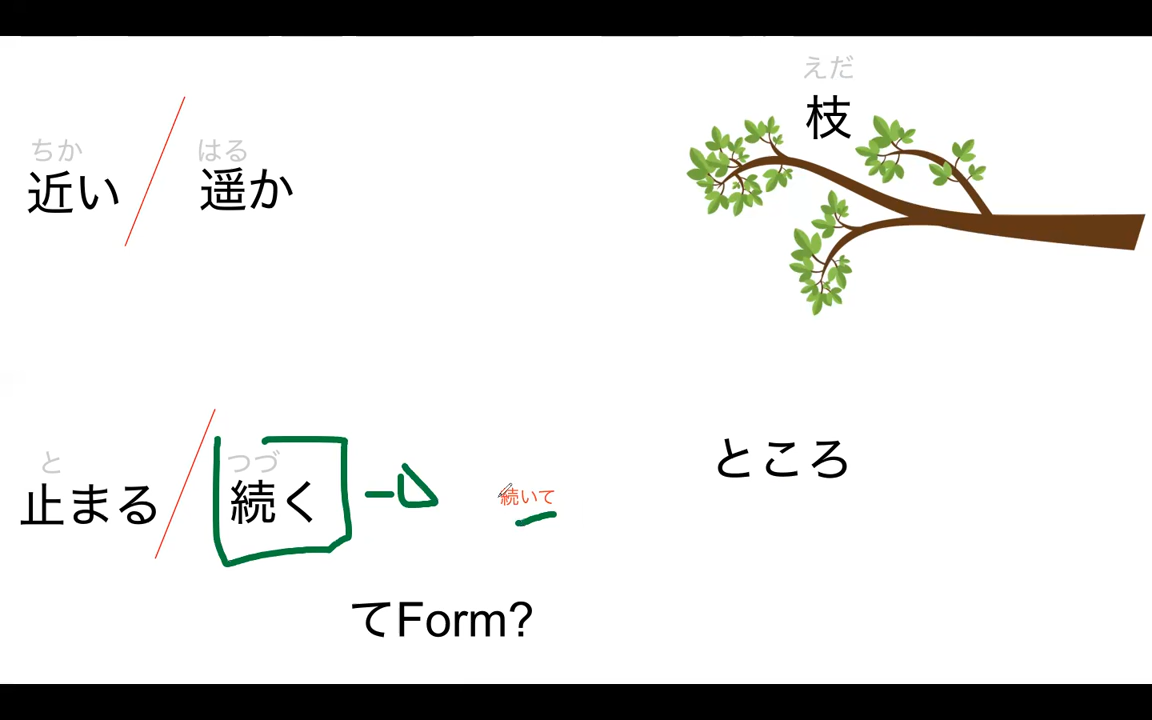 ちか
近い
はる
遥か
えだ
枝
と
止まる
つづ
続く
続いて
ところ
てForm?